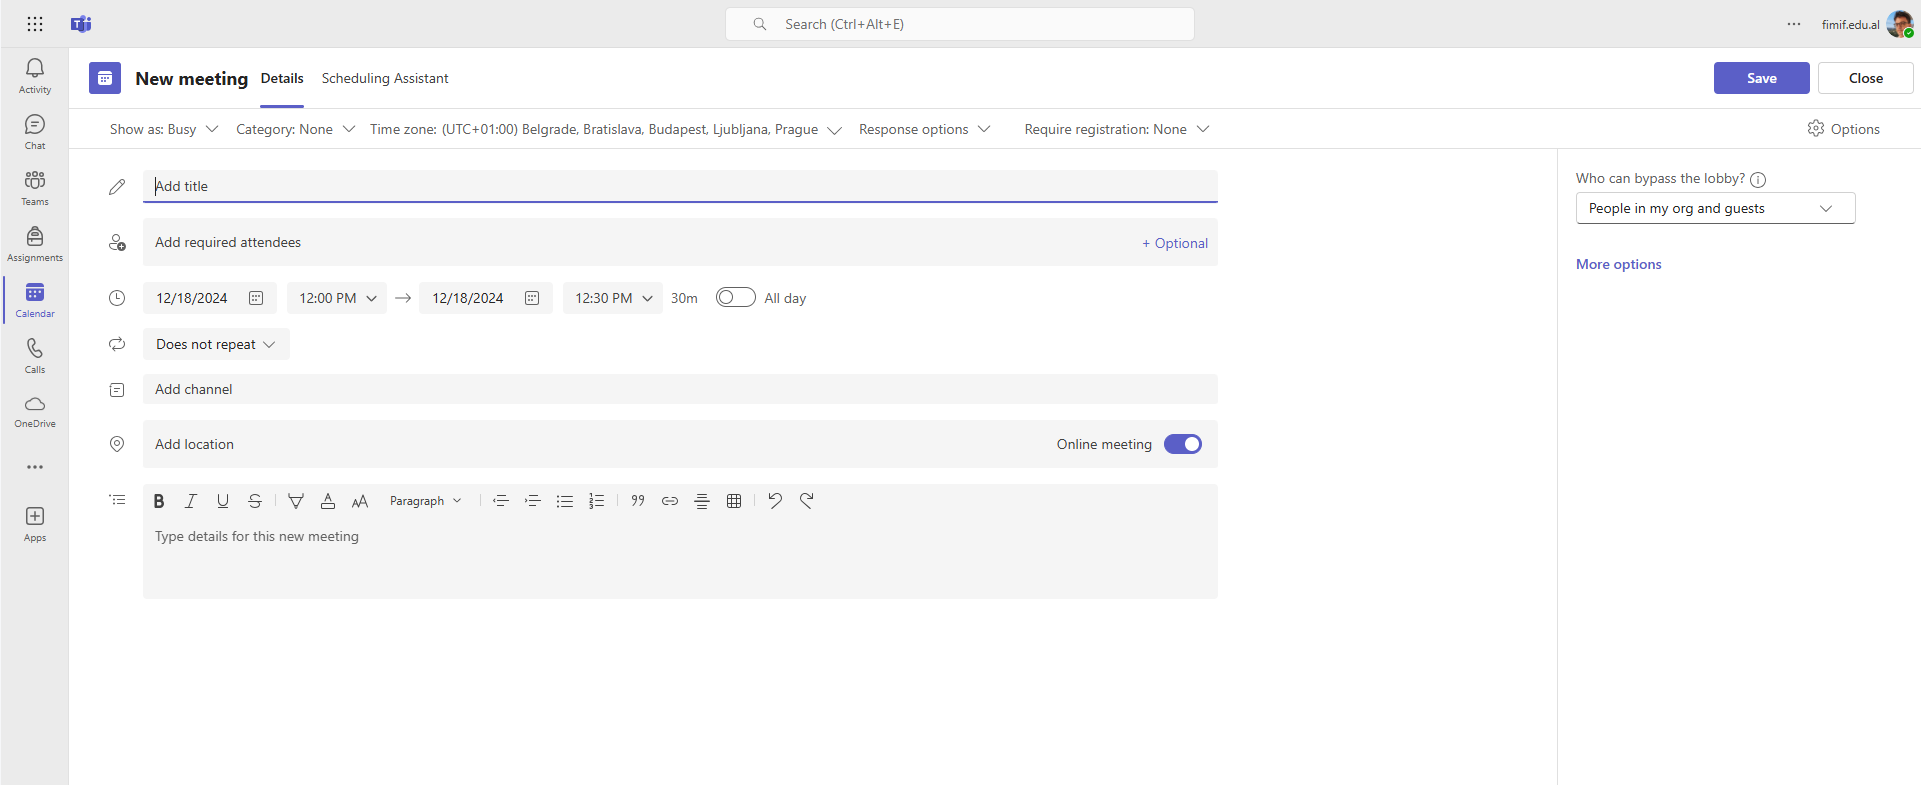 Search (Ctrl+Alt+E)
fimif.edu.al
Activity
Chat
Teams
Assignments
Calendar
Calls
OneDrive
Apps
New meeting Details Scheduling Assistant
Save Close
Show as: Busy Category: None Time zone: (UTC+01:00) Belgrade, Bratislava, Budapest, Ljubljana, Prague Response options Require registration: None Options
Add title
Add required attendees + Optional
12/18/2024 12:00 PM → 12/18/2024 12:30 PM 30m All day
Does not repeat
Add channel
Add location Online meeting
B I U S AA Paragraph
Type details for this new meeting
Who can bypass the lobby?
People in my org and guests
More options